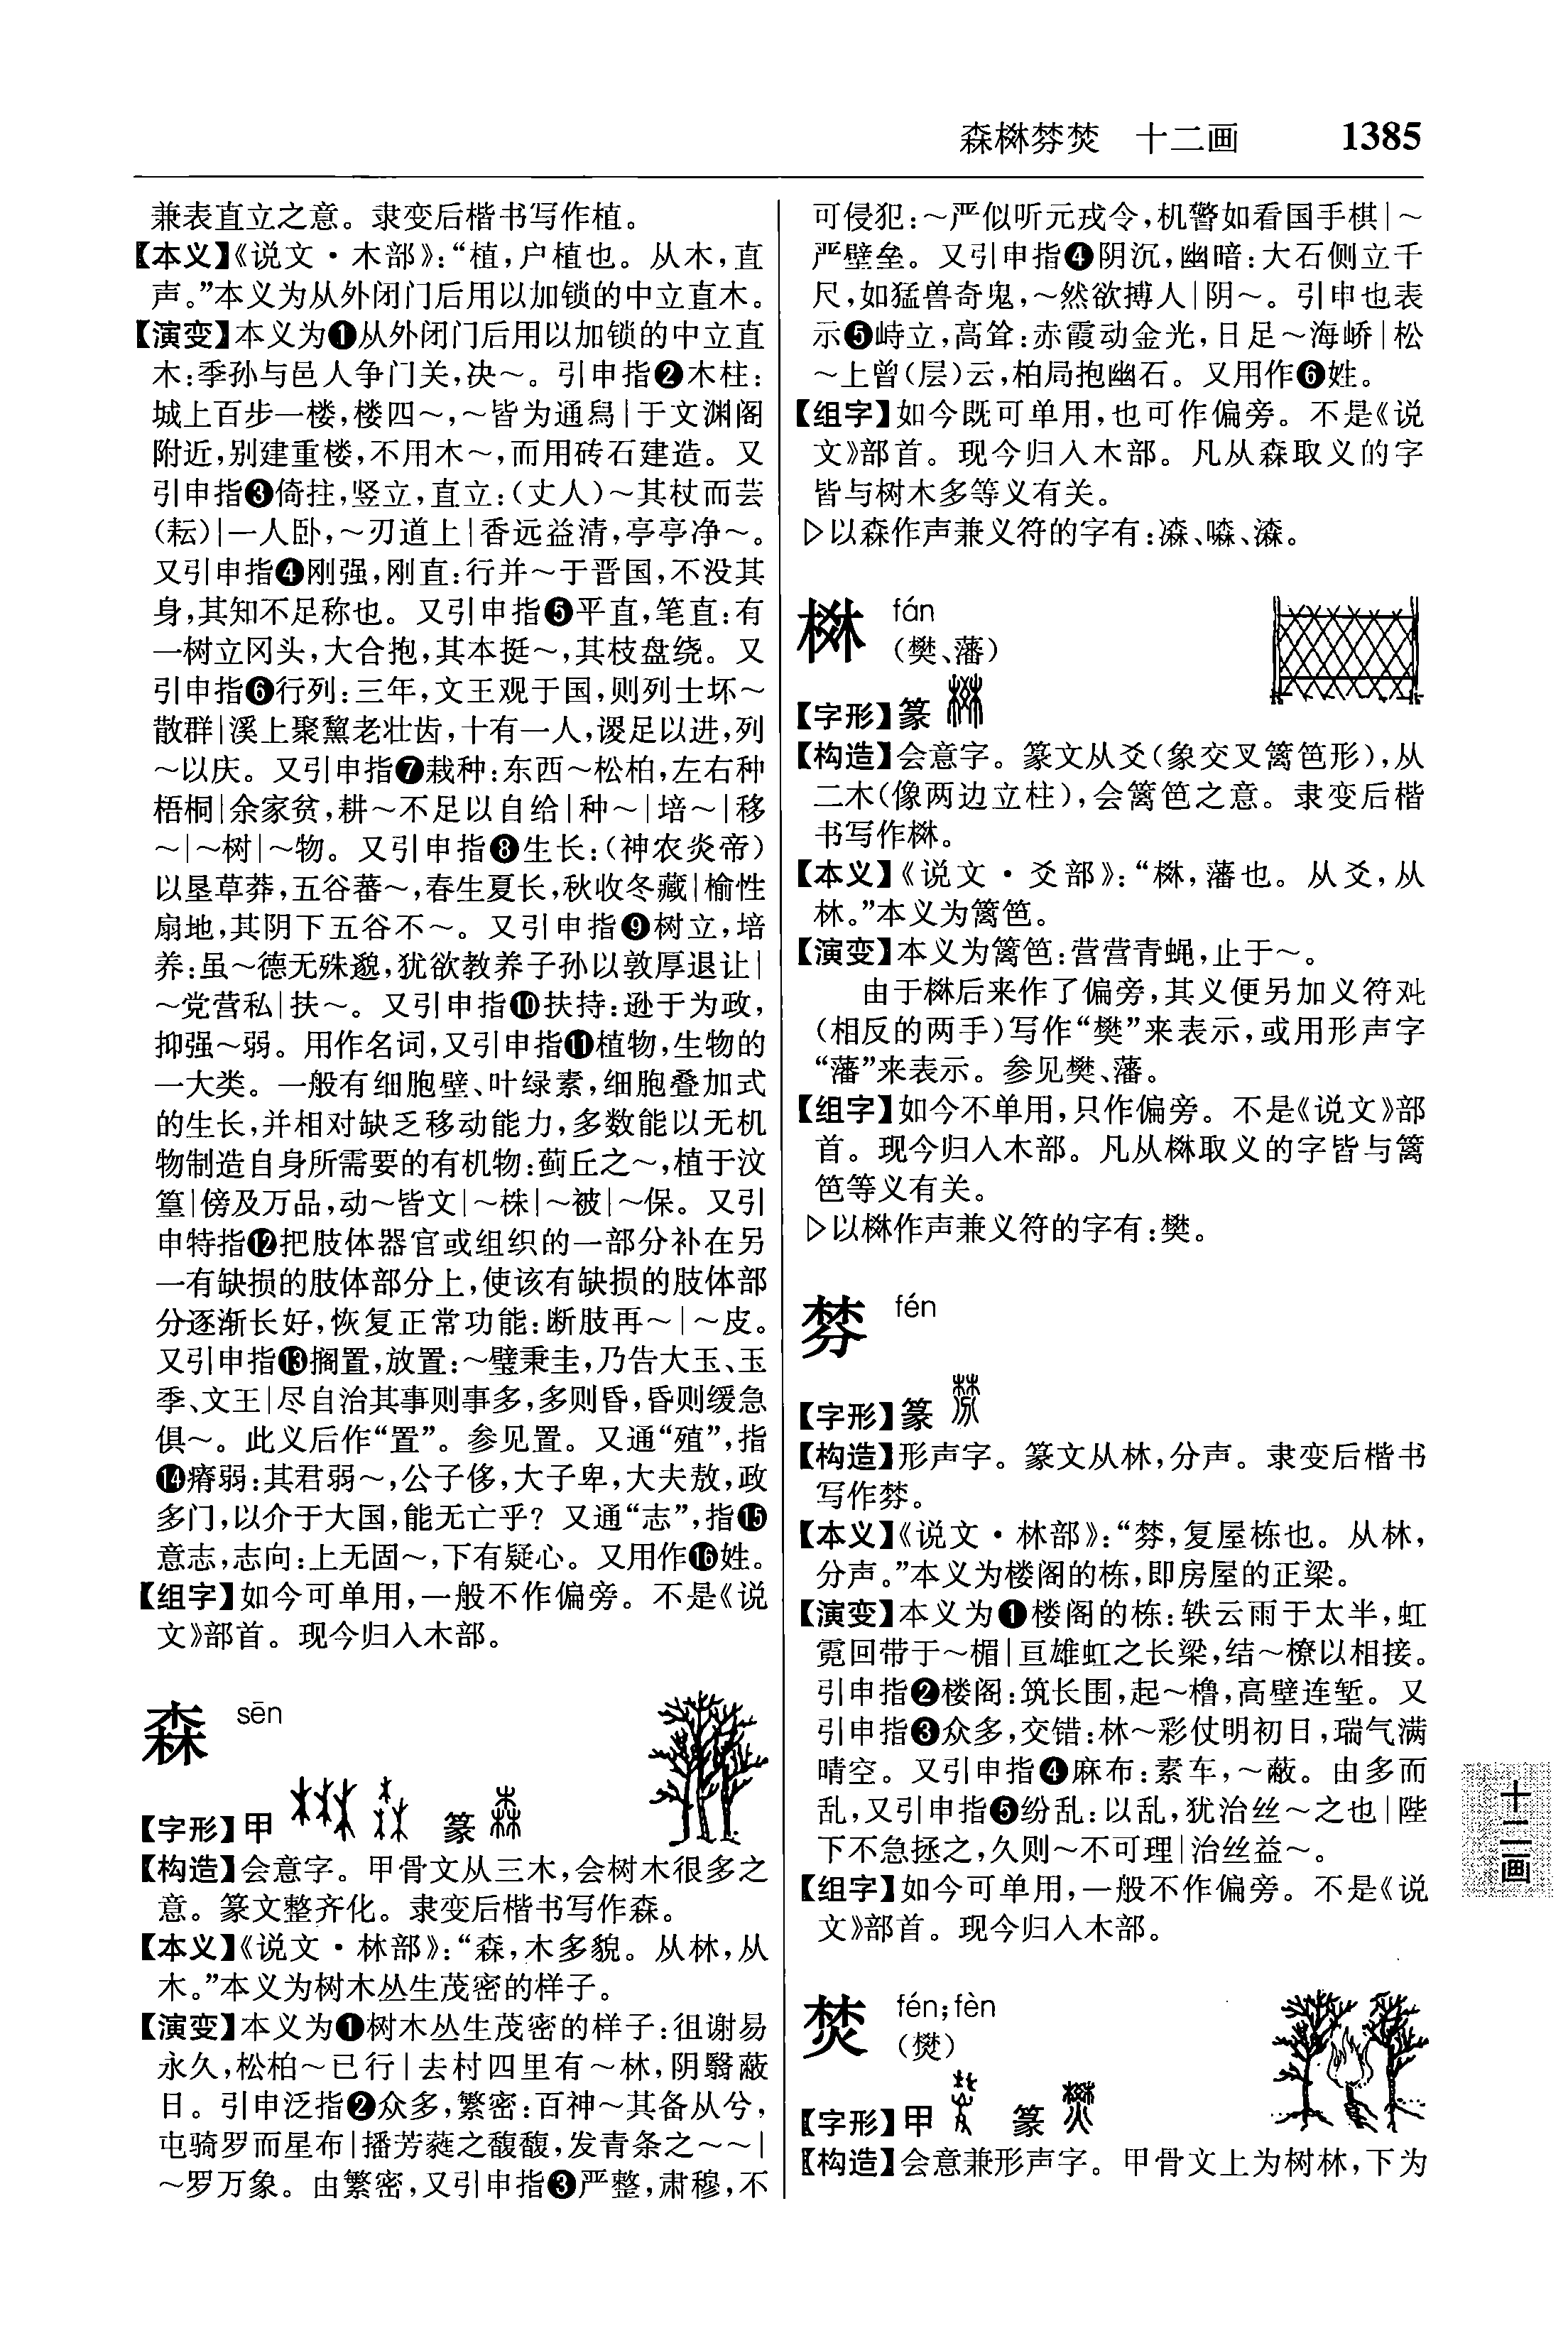 森棥棼焚 十二画 1385
兼表直立之意。隶变后楷书写作植。
【本义】《说文·木部》：“植，户植也。从木，直
声。”本义为从外闭门后用以加锁的中立直木。
【演变】本义为❶从外闭门后用以加锁的中立直
木：季孙与邑人争门关，决～。引申指❷木柱：
城上百步一楼，楼四～，～皆为通舄|于文渊阁
附近，别建重楼，不用木～，而用砖石建造。又
引申指❸倚拄，竖立，直立：（丈人）～其杖而芸
（耘）|一人卧，～刃道上|香远益清，亭亭净～。
又引申指❹刚强，刚直：行并～于晋国，不没其
身，其知不足称也。又引申指❺平直，笔直：有
一树立冈头，大合抱，其本挺～，其枝盘绕。又
引申指❻行列：三年，文王观于国，则列士坏～
散群|溪上聚黧老壮齿，十有一人，谡足以进，列
～以庆。又引申指❼栽种：东西～松柏，左右种
梧桐|余家贫，耕～不足以自给|种～|培～|移
～|～树|～物。又引申指❽生长：（神农炎帝）
以垦草莽，五谷蕃～，春生夏长，秋收冬藏|榆性
扇地，其阴下五谷不～。又引申指❾树立，培
养：虽～德无殊邈，犹欲教养子孙以敦厚退让|
～党营私|扶～。又引申指❿扶持：逊于为政，
抑强～弱。用作名词，又引申指⓫植物，生物的
一大类。一般有细胞壁、叶绿素，细胞叠加式
的生长，并相对缺乏移动能力，多数能以无机
物制造自身所需要的有机物：蓟丘之～，植于汶
篁|傍及万品，动～皆文|～株|～被|～保。又引
申特指⓬把肢体器官或组织的一部分补在另
一有缺损的肢体部分上，使该有缺损的肢体部
分逐渐长好，恢复正常功能：断肢再～|～皮。
又引申指⓭搁置，放置：～璧秉圭，乃告大玉、玉
季、文王|尽自治其事则事多，多则昏，昏则缓急
俱～。此义后作“置”。参见置。又通“殖”，指
⓮瘠弱：其君弱～，公子侈，大子卑，大夫敖，政
多门，以介于大国，能无亡乎？又通“志”，指⓯
意志，志向：上无固～，下有疑心。又用作⓰姓。
【组字】如今可单用，一般不作偏旁。不是《说
文》部首。现今归入木部。
森 sēn
【字形】甲 篆
【构造】会意字。甲骨文从三木，会树木很多之
意。篆文整齐化。隶变后楷书写作森。
【本义】《说文·林部》：“森，木多貌。从林，从
木。”本义为树木丛生茂密的样子。
【演变】本义为❶树木丛生茂密的样子：徂谢易
永久，松柏～已行|去村四里有～林，阴翳蔽
日。引申泛指❷众多，繁密：百神～其备从兮，
屯骑罗而星布|播芳蕤之馥馥，发青条之～～|
～罗万象。由繁密，又引申指❸严整，肃穆，不
可侵犯：～严似听元戎令，机警如看国手棋|～
严壁垒。又引申指❹阴沉，幽暗：大石侧立千
尺，如猛兽奇鬼，～然欲搏人|阴～。引申也表
示❺峙立，高耸：赤霞动金光，日足～海峤|松
～上曾（层）云，柏局抱幽石。又用作❻姓。
【组字】如今既可单用，也可作偏旁。不是《说
文》部首。现今归入木部。凡从森取义的字
皆与树木多等义有关。
▷以森作声兼义符的字有：槮、㗲、潹。
棥 fán
（樊、藩）
【字形】篆
【构造】会意字。篆文从爻（象交叉篱笆形），从
二木（像两边立柱），会篱笆之意。隶变后楷
书写作棥。
【本义】《说文·爻部》：“棥，藩也。从爻，从
林。”本义为篱笆。
【演变】本义为篱笆：营营青蝇，止于～。
由于棥后来作了偏旁，其义便另加义符𠬜
（相反的两手）写作“樊”来表示，或用形声字
“藩”来表示。参见樊、藩。
【组字】如今不单用，只作偏旁。不是《说文》部
首。现今归入木部。凡从棥取义的字皆与篱
笆等义有关。
▷以棥作声兼义符的字有：樊。
棼 fén
【字形】篆
【构造】形声字。篆文从林，分声。隶变后楷书
写作棼。
【本义】《说文·林部》：“棼，复屋栋也。从林，
分声。”本义为楼阁的栋，即房屋的正梁。
【演变】本义为❶楼阁的栋：轶云雨于太半，虹
霓回带于～楣|亘雄虹之长梁，结～橑以相接。
引申指❷楼阁：筑长围，起～橹，高壁连堑。又
引申指❸众多，交错：林～彩仗明初日，瑞气满
晴空。又引申指❹麻布：素车，～蔽。由多而
乱，又引申指❺纷乱：以乱，犹治丝～之也|陛
下不急拯之，久则～不可理|治丝益～。
【组字】如今可单用，一般不作偏旁。不是《说
文》部首。现今归入木部。
焚 fén；fèn
（燓）
【字形】甲 篆
【构造】会意兼形声字。甲骨文上为树林，下为
十二画